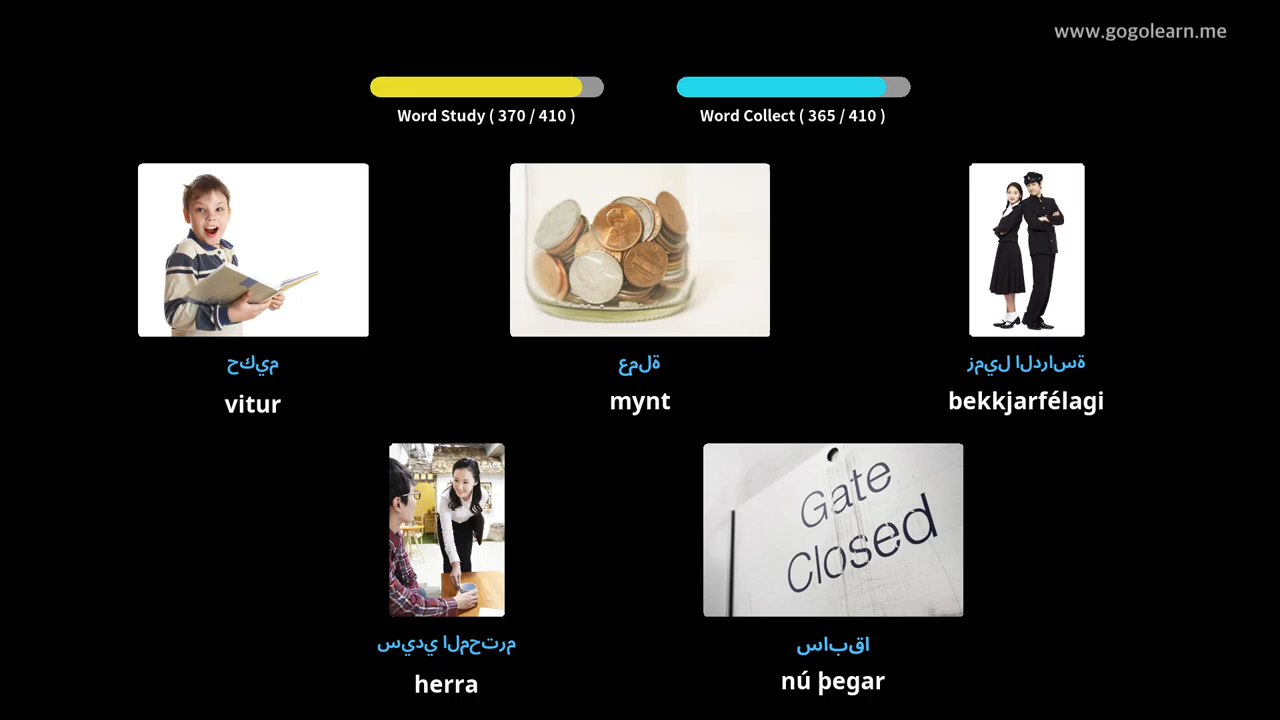 www.gogolearn.me
Word Study ( 370 / 410 )
Word Collect ( 365 / 410 )
حكيم
vitur
عملة
mynt
زميل الدراسة
bekkjarfélagi
سيدي المحترم
herra
Gate
Closed
سابقا
nú þegar